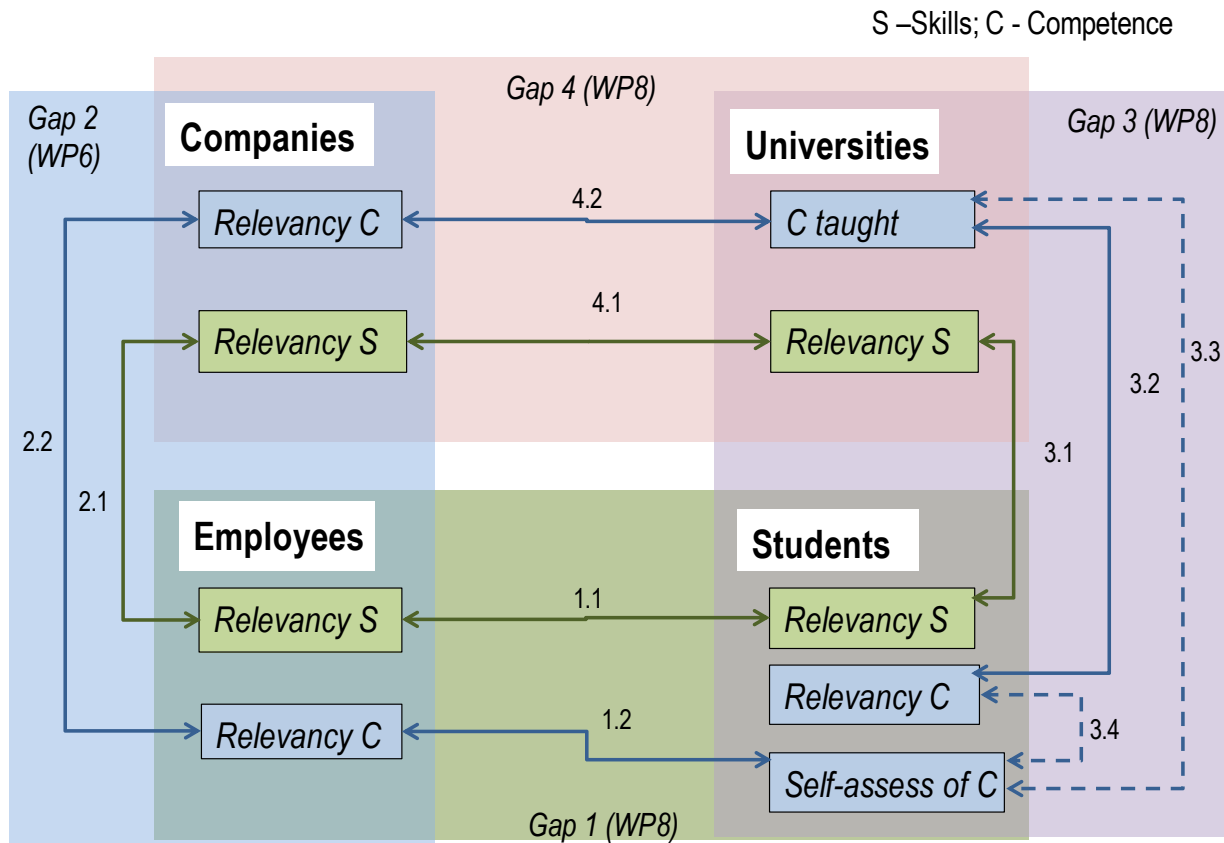 S –Skills; C - Competence
Gap 4 (WP8)
Gap 2
(WP6)
Companies
Universities
Gap 3 (WP8)
4.2
Relevancy C
C taught
4.1
Relevancy S
Relevancy S
3.3
3.2
2.2
3.1
2.1
Employees
Students
1.1
Relevancy S
Relevancy S
Relevancy C
1.2
Relevancy C
3.4
Self-assess of C
Gap 1 (WP8)